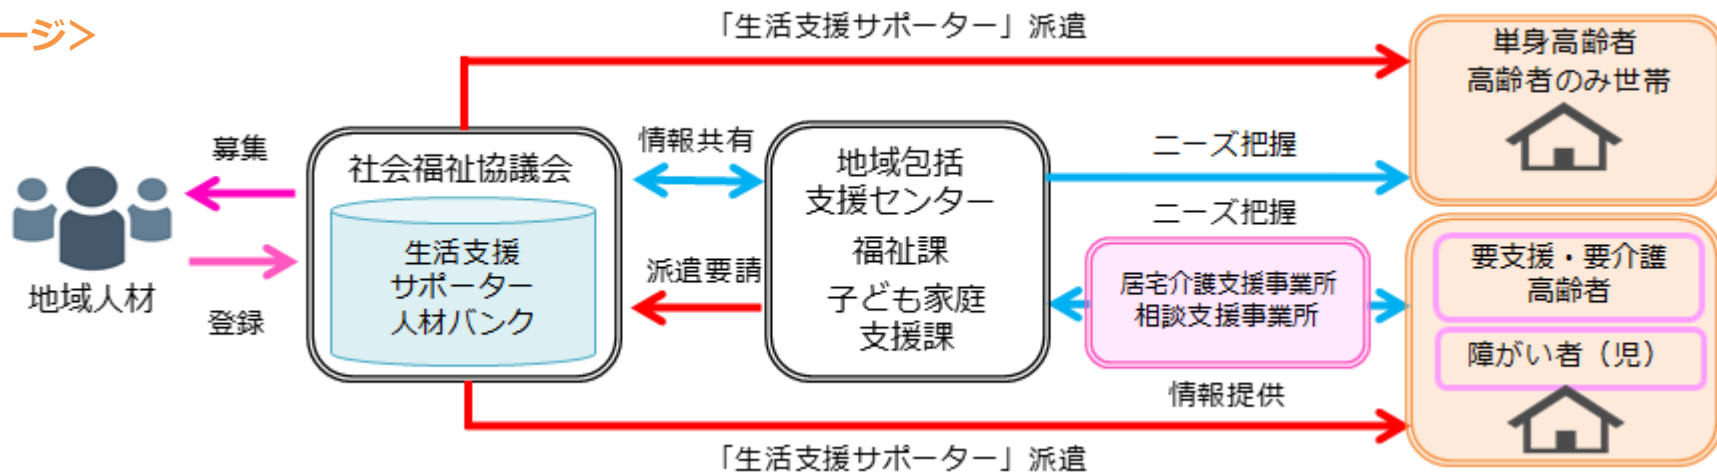 ージ＞
「生活支援サポーター」派遣
募集
登録
地域人材
社会福祉協議会
生活支援
サポーター
人材バンク
情報共有
派遣要請
地域包括
支援センター
福祉課
子ども家庭
支援課
ニーズ把握
ニーズ把握
居宅介護支援事業所
相談支援事業所
情報提供
単身高齢者
高齢者のみ世帯
要支援・要介護
高齢者
障がい者（児）
「生活支援サポーター」派遣